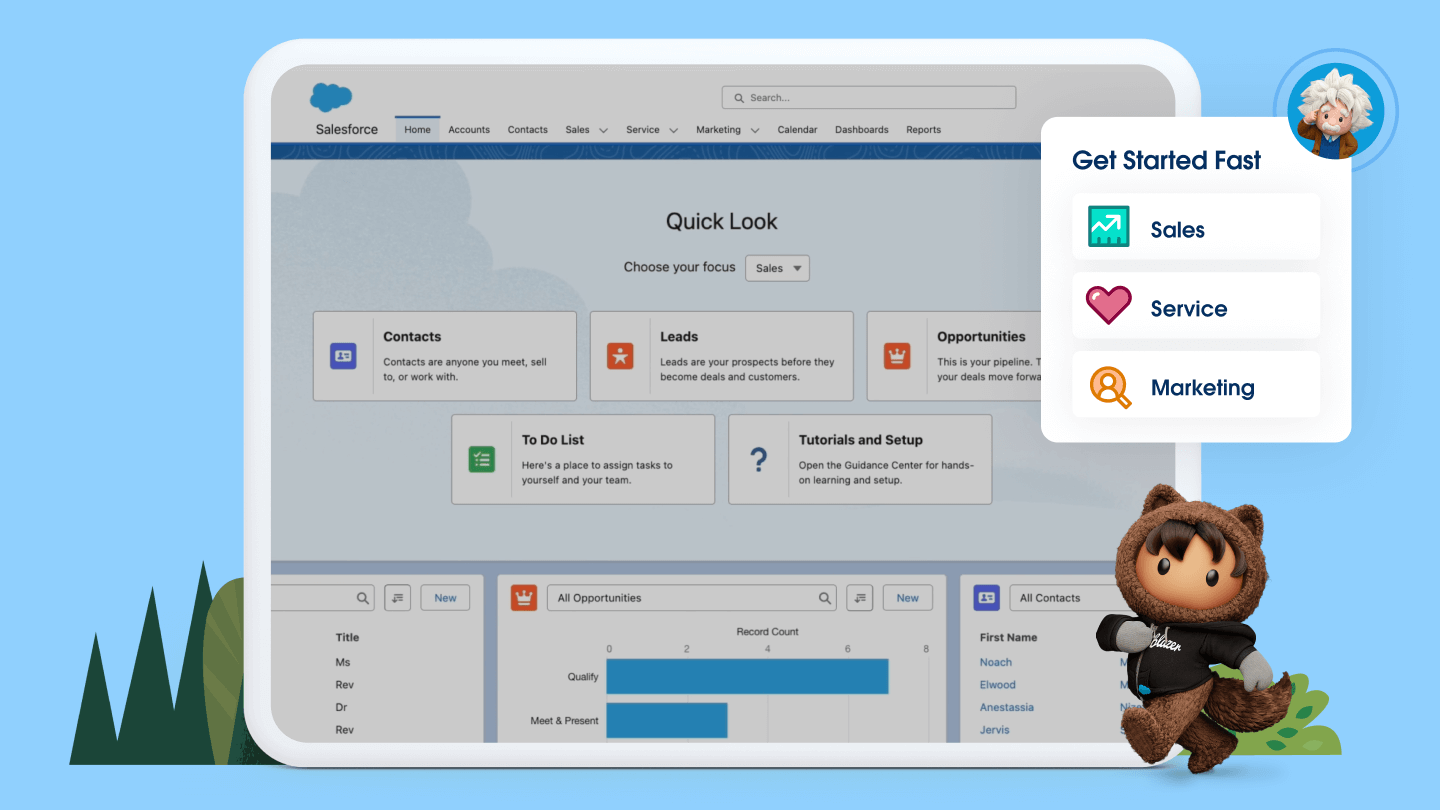 Search...
Salesforce
Home
Accounts
Contacts
Sales
Service
Marketing
Calendar
Dashboards
Reports
Get Started Fast
Sales
Service
Marketing
Quick Look
Choose your focus
Sales
Contacts
Contacts are anyone you meet, sell
to, or work with.
Leads
Leads are your prospects before they
become deals and customers.
Opportunities
This is your pipeline.
your deals move
To Do List
Here's a place to assign tasks to
yourself and your team.
?
Tutorials and Setup
Open the Guidance Center for hands-
on learning and setup.
New
Title
Ms
Rev
Dr
Rev
All Opportunities
New
Record Count
0 2 4 6 8
Qualify
Meet & Present
All Contacts
First Name
Noach
Elwood
Anestassia
Jervis